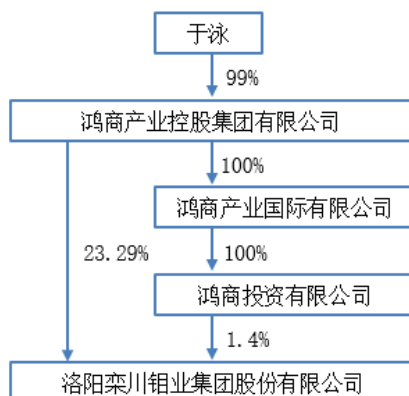 于泳
99%
鸿商产业控股集团有限公司
100%
鸿商产业国际有限公司
23.29%
100%
鸿商投资有限公司
1.4%
洛阳栾川钼业集团股份有限公司